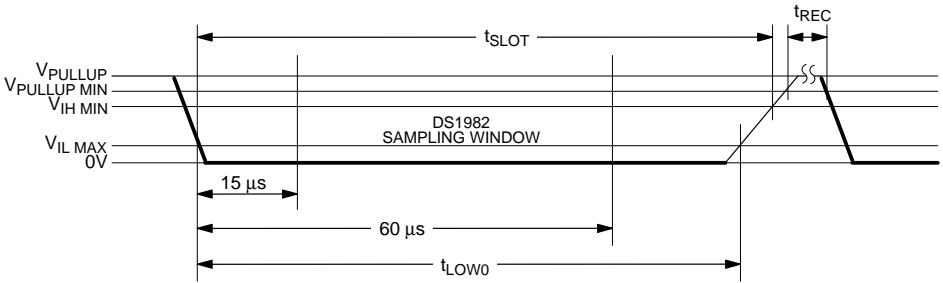 tREC
tSLOT
VPULLUP
VPULLUP MIN
VIH MIN
DS1982
SAMPLING WINDOW
VIL MAX
0V
15 μs
60 μs
tLOW0